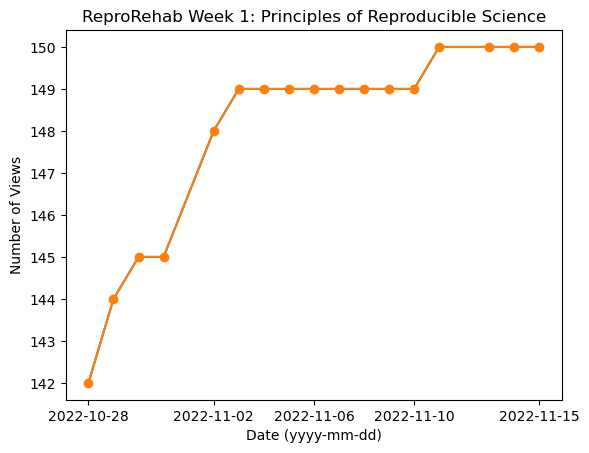 ReproRehab Week 1: Principles of Reproducible Science
150
149
148
147
146
145
144
143
142
Number of Views
2022-10-28 2022-11-02 2022-11-06 2022-11-10 2022-11-15
Date (yyyy-mm-dd)